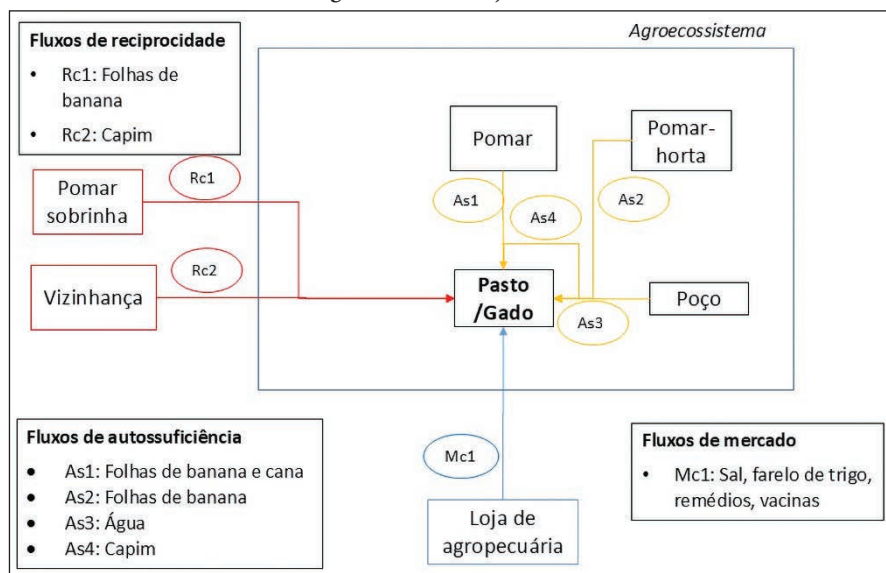 Agroecossistema
Fluxos de reciprocidade
• Rc1: Folhas de
banana
• Rc2: Capim
Pomar
Pomar-
horta
Rc1
As1
As4
As2
Pomar
sobrinha
Rc2
Vizinhança
Pasto
/Gado
As3
Poço
Fluxos de autossuficiência
• As1: Folhas de banana e cana
• As2: Folhas de banana
• As3: Água
• As4: Capim
Mc1
Loja de
agropecuária
Fluxos de mercado
• Mc1: Sal, farelo de trigo,
remédios, vacinas